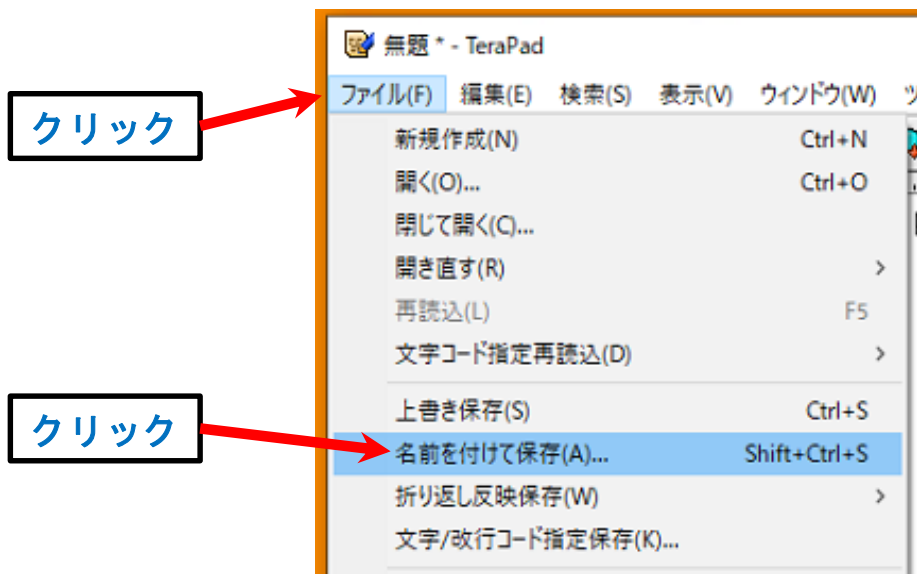 無題 * - TeraPad
ファイル(F) 編集(E) 検索(S) 表示(V) ウィンドウ(W) ツ
クリック
新規作成(N) Ctrl+N
開く(O)... Ctrl+O
閉じて開く(C)...
開き直す(R) >
再読込(L) F5
文字コード指定再読込(D) >
上書き保存(S) Ctrl+S
クリック
名前を付けて保存(A)... Shift+Ctrl+S
折り返し反映保存(W) >
文字/改行コード指定保存(K)...